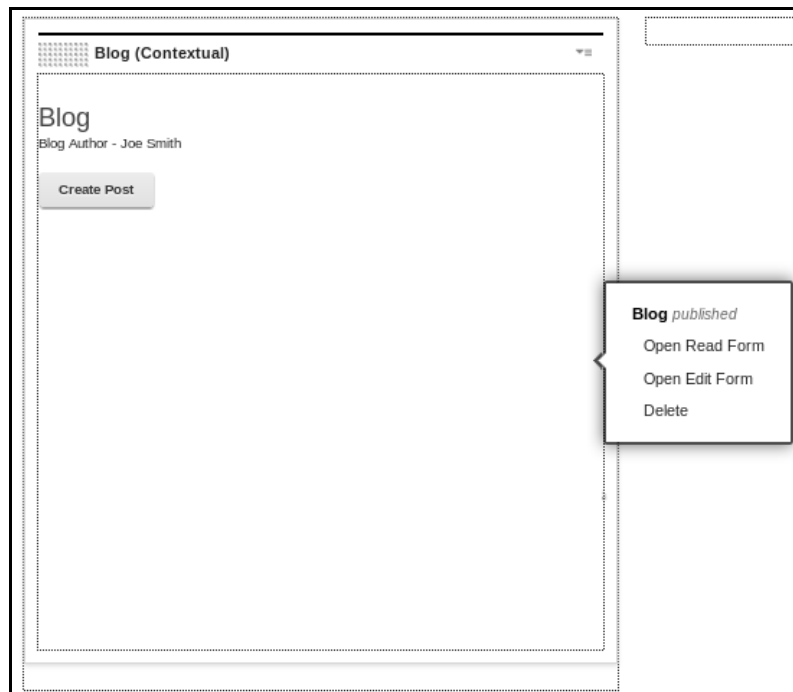 Blog (Contextual)
Blog
Blog Author - Joe Smith
Create Post
Blog published
Open Read Form
Open Edit Form
Delete